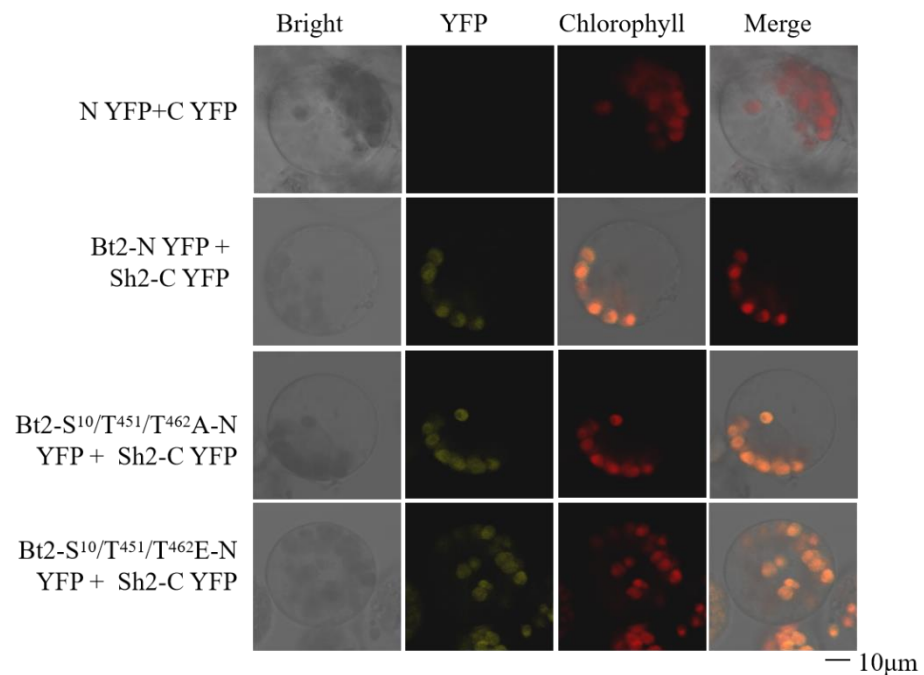 Bright YFP Chlorophyll Merge
N YFP+C YFP
Bt2-N YFP +
Sh2-C YFP
Bt2-S¹⁰/T⁴⁵¹/T⁴⁶²A-N
YFP + Sh2-C YFP
Bt2-S¹⁰/T⁴⁵¹/T⁴⁶²E-N
YFP + Sh2-C YFP
10μm